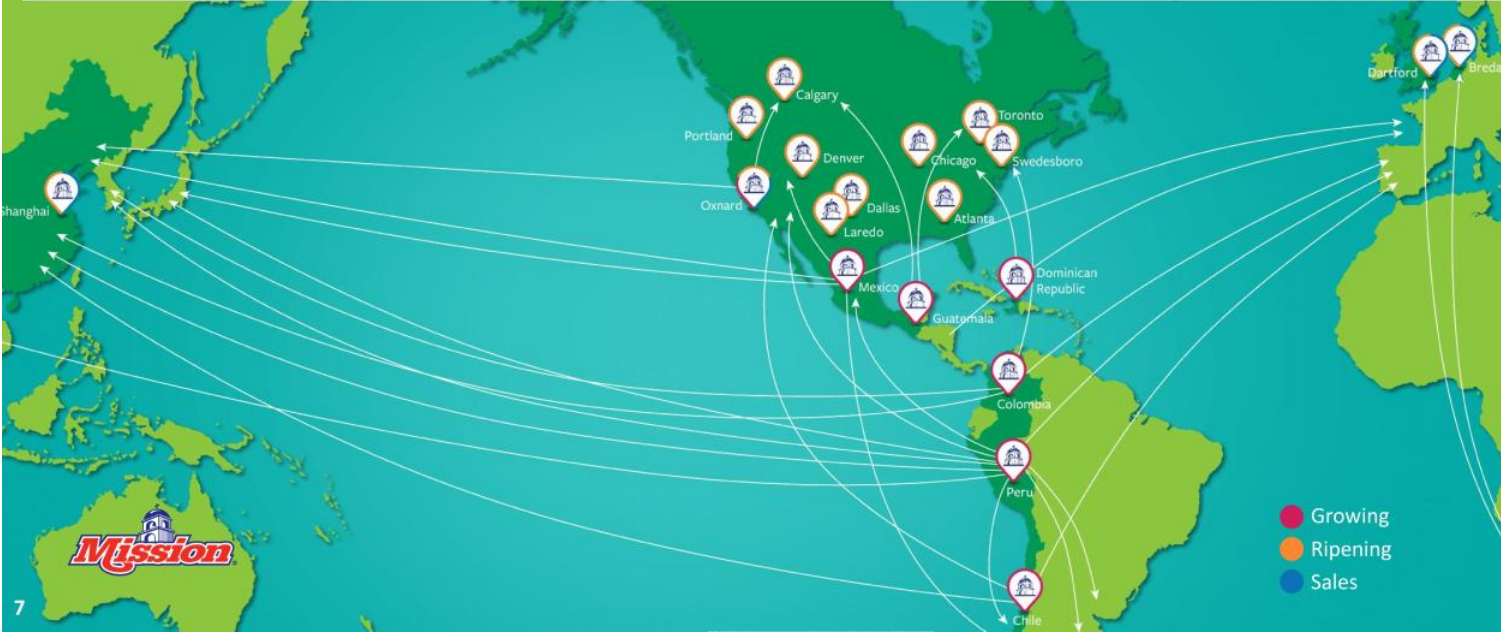 Calgary
Portland
Toronto
Denver
Chicago
Swedesboro
Oxnard
Dallas
Atlanta
Laredo
Shanghai
Dartford
Breda
Mexico
Dominican
Republic
Guatemala
Colombia
Peru
Chile
Mission
Growing
Ripening
Sales
7